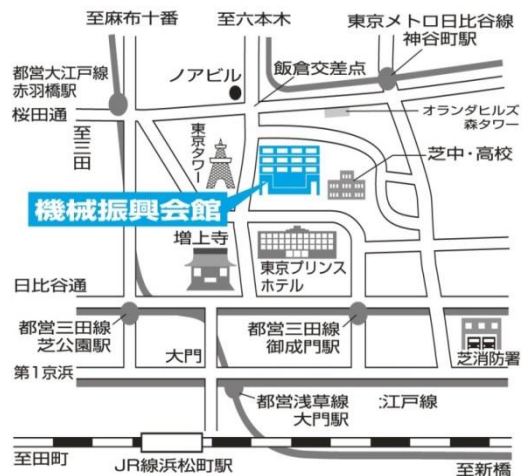 至麻布十番
至六本木
東京メトロ日比谷線
神谷町駅
都営大江戸線
赤羽橋駅
ノアビル
飯倉交差点
桜田通
オランダヒルズ
森タワー
至三田
東京タワー
芝中・高校
機械振興会館
増上寺
東京プリンス
ホテル
日比谷通
都営三田線
芝公園駅
都営三田線
御成門駅
大門
芝消防署
第1京浜
都営浅草線
大門駅
:江戸線
至田町
JR線浜松町駅
至新橋